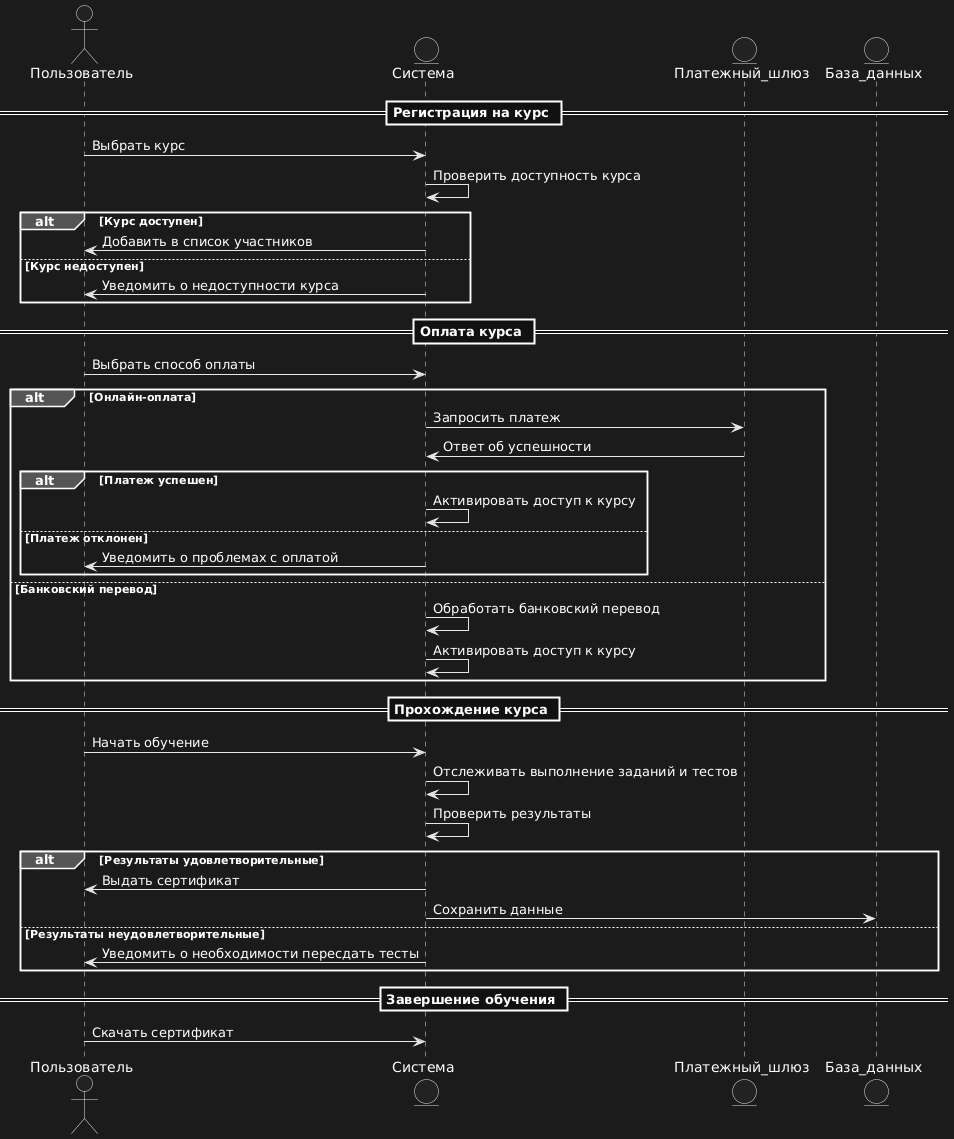 Пользователь
Система
Платежный_шлюз
База_данных
Регистрация на курс
Выбрать курс
Проверить доступность курса
alt
[Курс доступен]
Добавить в список участников
[Курс недоступен]
Уведомить о недоступности курса
Оплата курса
Выбрать способ оплаты
alt
[Онлайн-оплата]
Запросить платеж
Ответ об успешности
alt
[Платеж успешен]
Активировать доступ к курсу
[Платеж отклонен]
Уведомить о проблемах с оплатой
[Банковский перевод]
Обработать банковский перевод
Активировать доступ к курсу
Прохождение курса
Начать обучение
Отслеживать выполнение заданий и тестов
Проверить результаты
alt
[Результаты удовлетворительные]
Выдать сертификат
Сохранить данные
[Результаты неудовлетворительные]
Уведомить о необходимости пересдать тесты
Завершение обучения
Скачать сертификат
Пользователь
Система
Платежный_шлюз
База_данных